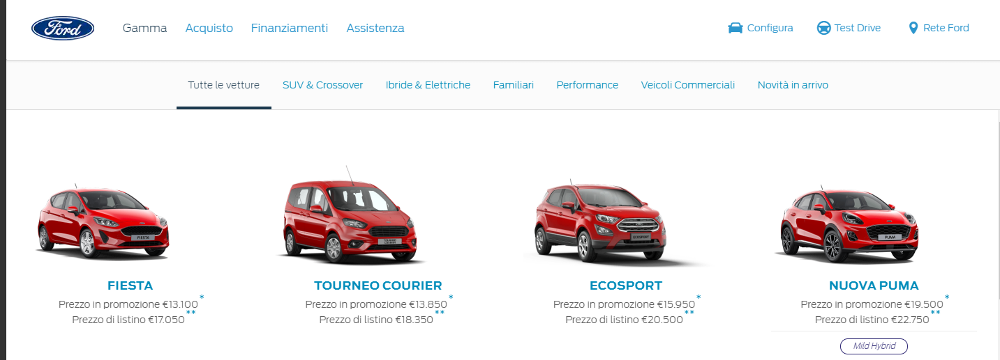 Ford Gamma Acquisto Finanziamenti Assistenza Configura Test Drive Rete Ford
Tutte le vetture SUV & Crossover Ibride & Elettriche Familiari Performance Veicoli Commerciali Novità in arrivo
FIESTA TOURNEO COURIER ECOSPORT PUMA
FIESTA TOURNEO COURIER ECOSPORT NUOVA PUMA
Prezzo in promozione €13.100* Prezzo in promozione €13.850* Prezzo in promozione €15.950* Prezzo in promozione €19.500*
Prezzo di listino €17.050** Prezzo di listino €18.350** Prezzo di listino €20.500** Prezzo di listino €22.750**
Mild Hybrid